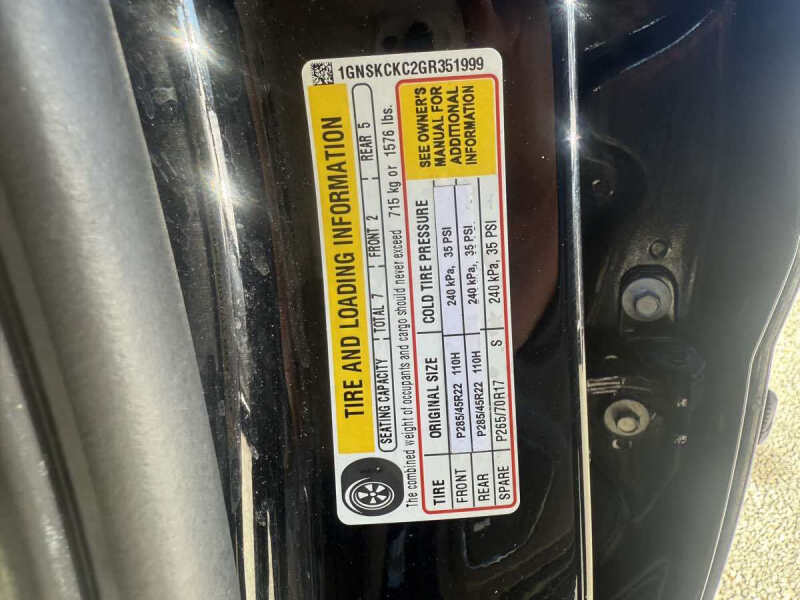 1GNSKCKC2GR351999
TIRE AND LOADING INFORMATION
SEATING CAPACITY TOTAL 7 FRONT 2 REAR 5
The combined weight of occupants and cargo should never exceed 715 kg or 1576 lbs.
TIRE ORIGINAL SIZE COLD TIRE PRESSURE
FRONT P285/45R22 110H 240 kPa, 35 PSI
REAR P285/45R22 110H 240 kPa, 35 PSI
SPARE P265/70R17 S 240 kPa, 35 PSI
SEE OWNER'S
MANUAL FOR
ADDITIONAL
INFORMATION